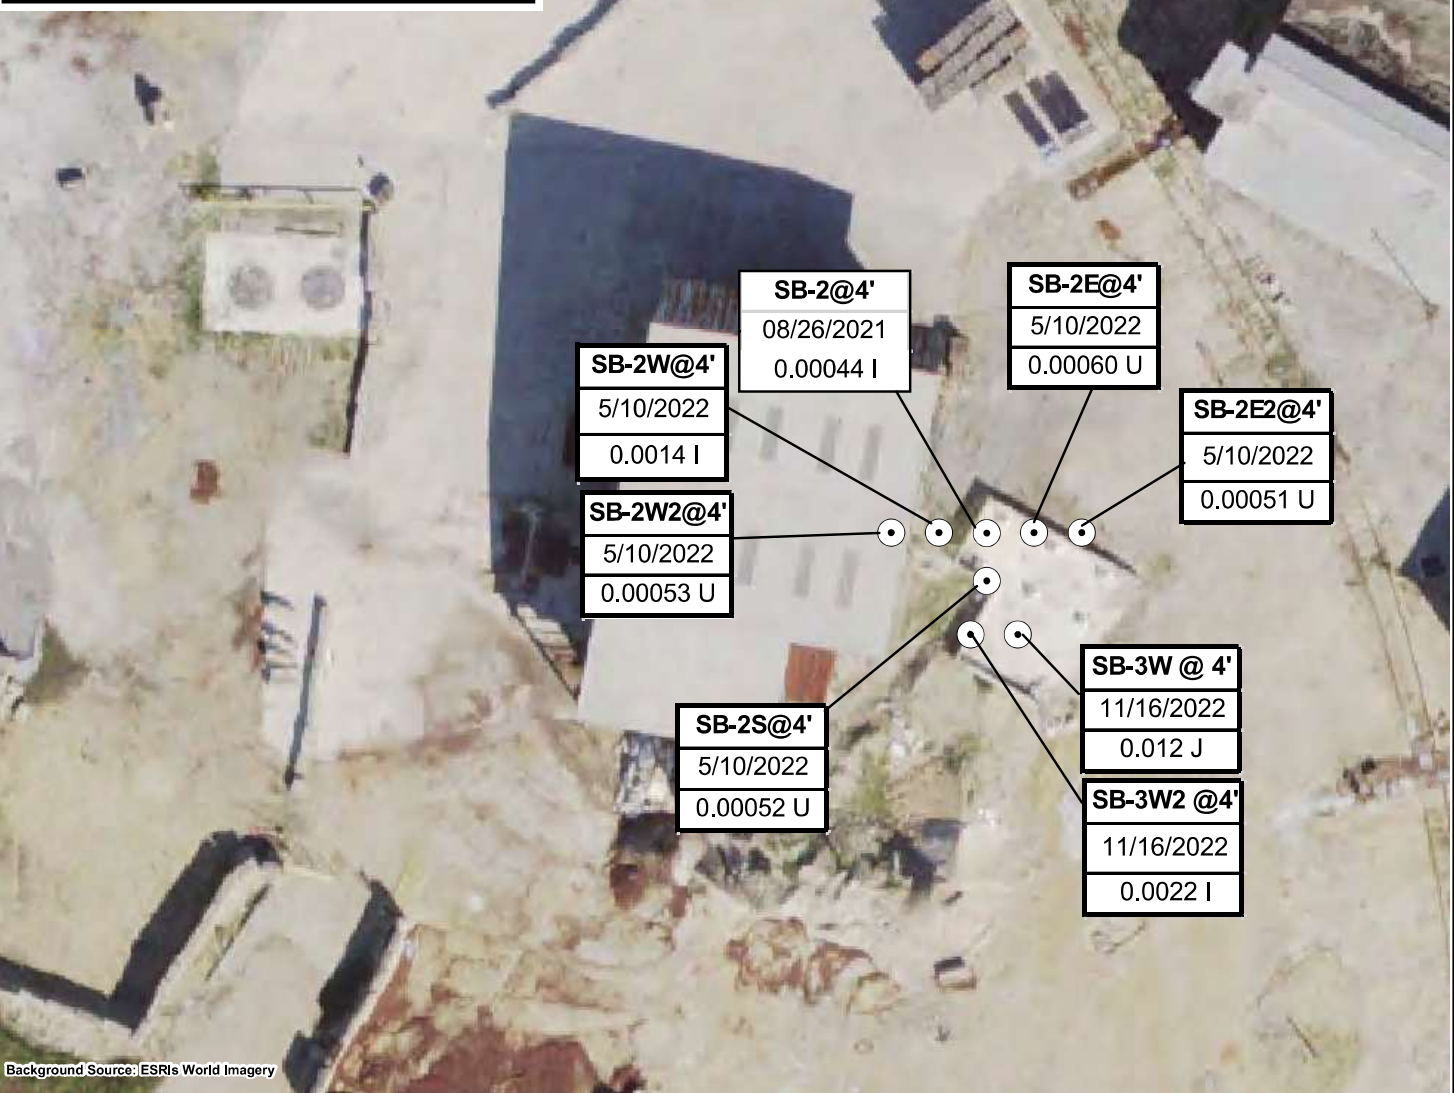 SB-2@4'
08/26/2021
0.00044 I
SB-2E@4'
5/10/2022
0.00060 U
SB-2W@4'
5/10/2022
0.0014 I
SB-2E2@4'
5/10/2022
0.00051 U
SB-2W2@4'
5/10/2022
0.00053 U
SB-3W @ 4'
11/16/2022
0.012 J
SB-2S@4'
5/10/2022
0.00052 U
SB-3W2 @4'
11/16/2022
0.0022 I
Background Source: ESRIs World Imagery